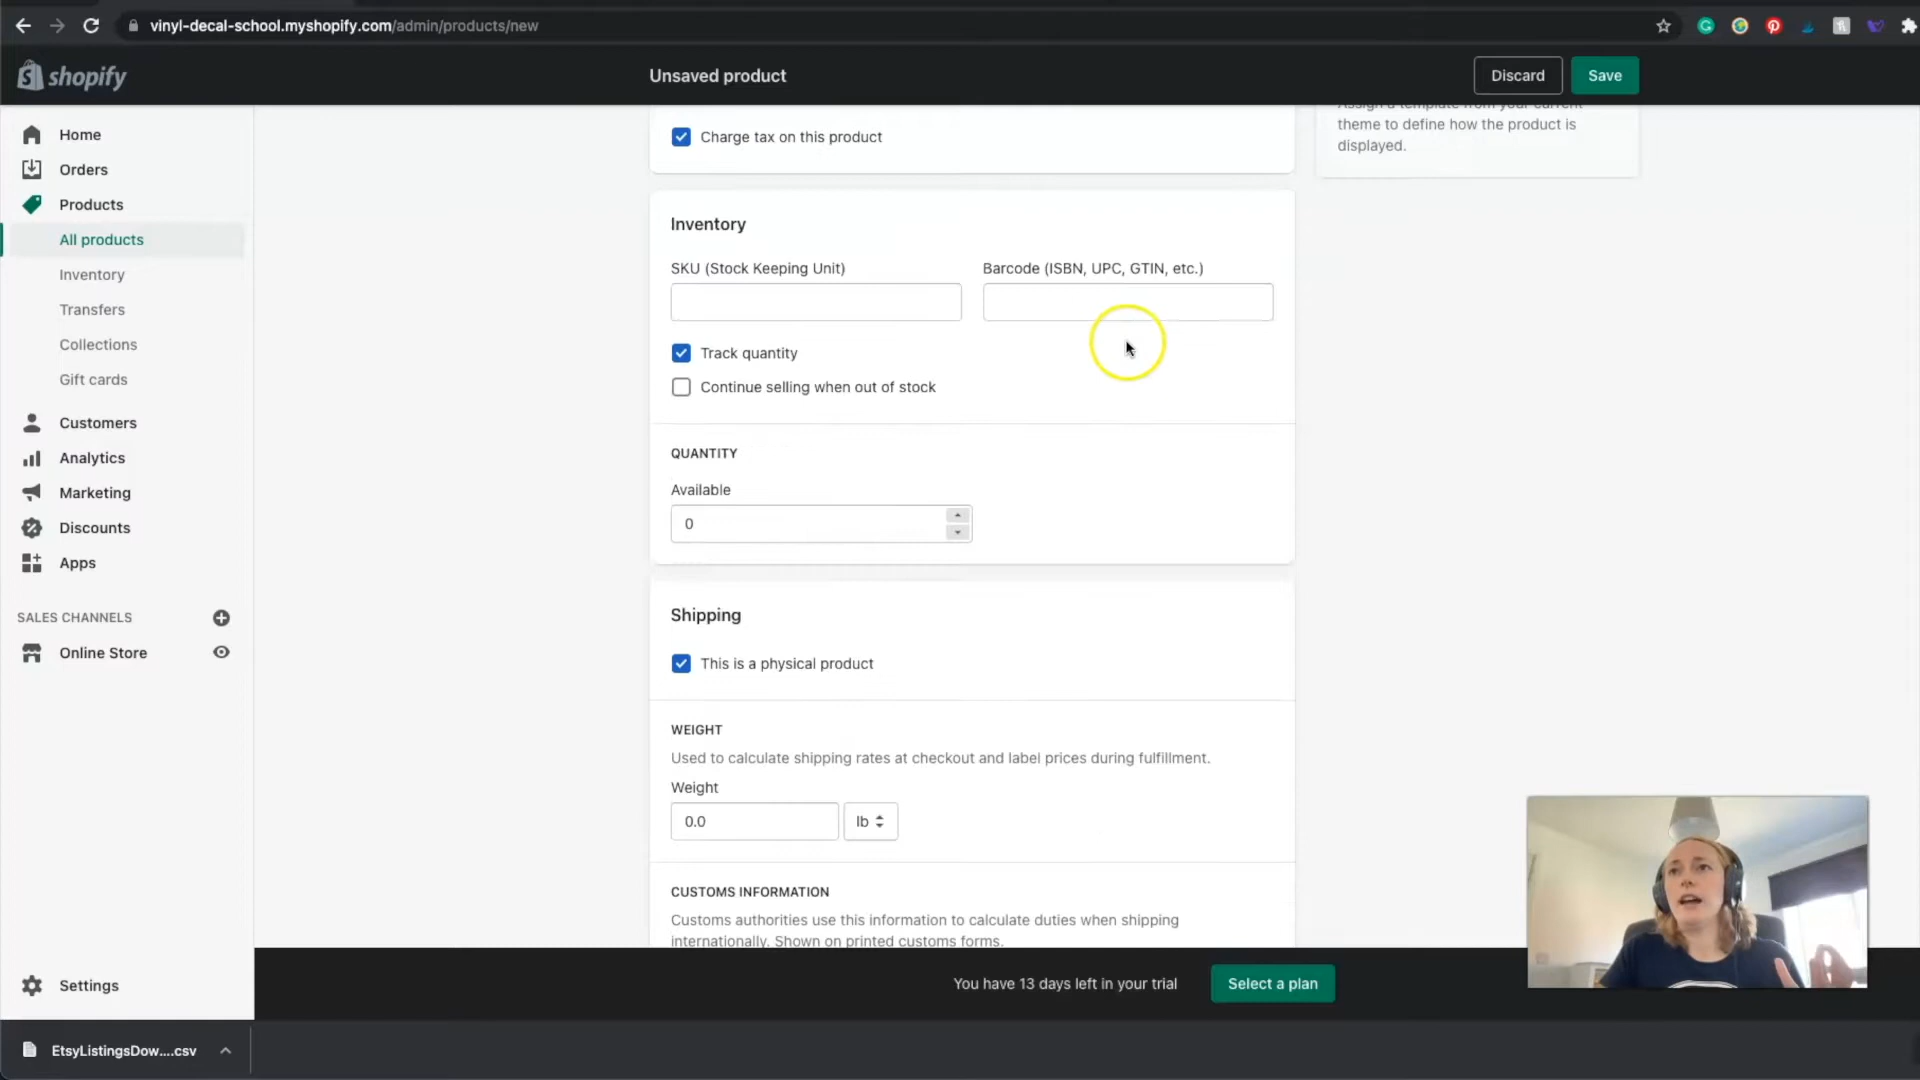 vinyl-decal-school.myshopify.com/admin/products/new
shopify
Unsaved product
Discard
Save
Home
Orders
Products
All products
Inventory
Transfers
Collections
Gift cards
Customers
Analytics
Marketing
Discounts
Apps
SALES CHANNELS
Online Store
Settings
Charge tax on this product
Assign a template from your current
theme to define how the product is
displayed.
Inventory
SKU (Stock Keeping Unit)
Barcode (ISBN, UPC, GTIN, etc.)
Track quantity
Continue selling when out of stock
QUANTITY
Available
0
Shipping
This is a physical product
WEIGHT
Used to calculate shipping rates at checkout and label prices during fulfillment.
Weight
0.0
lb
CUSTOMS INFORMATION
Customs authorities use this information to calculate duties when shipping
internationally. Shown on printed customs forms.
You have 13 days left in your trial
Select a plan
EtsyListingsDow....csv